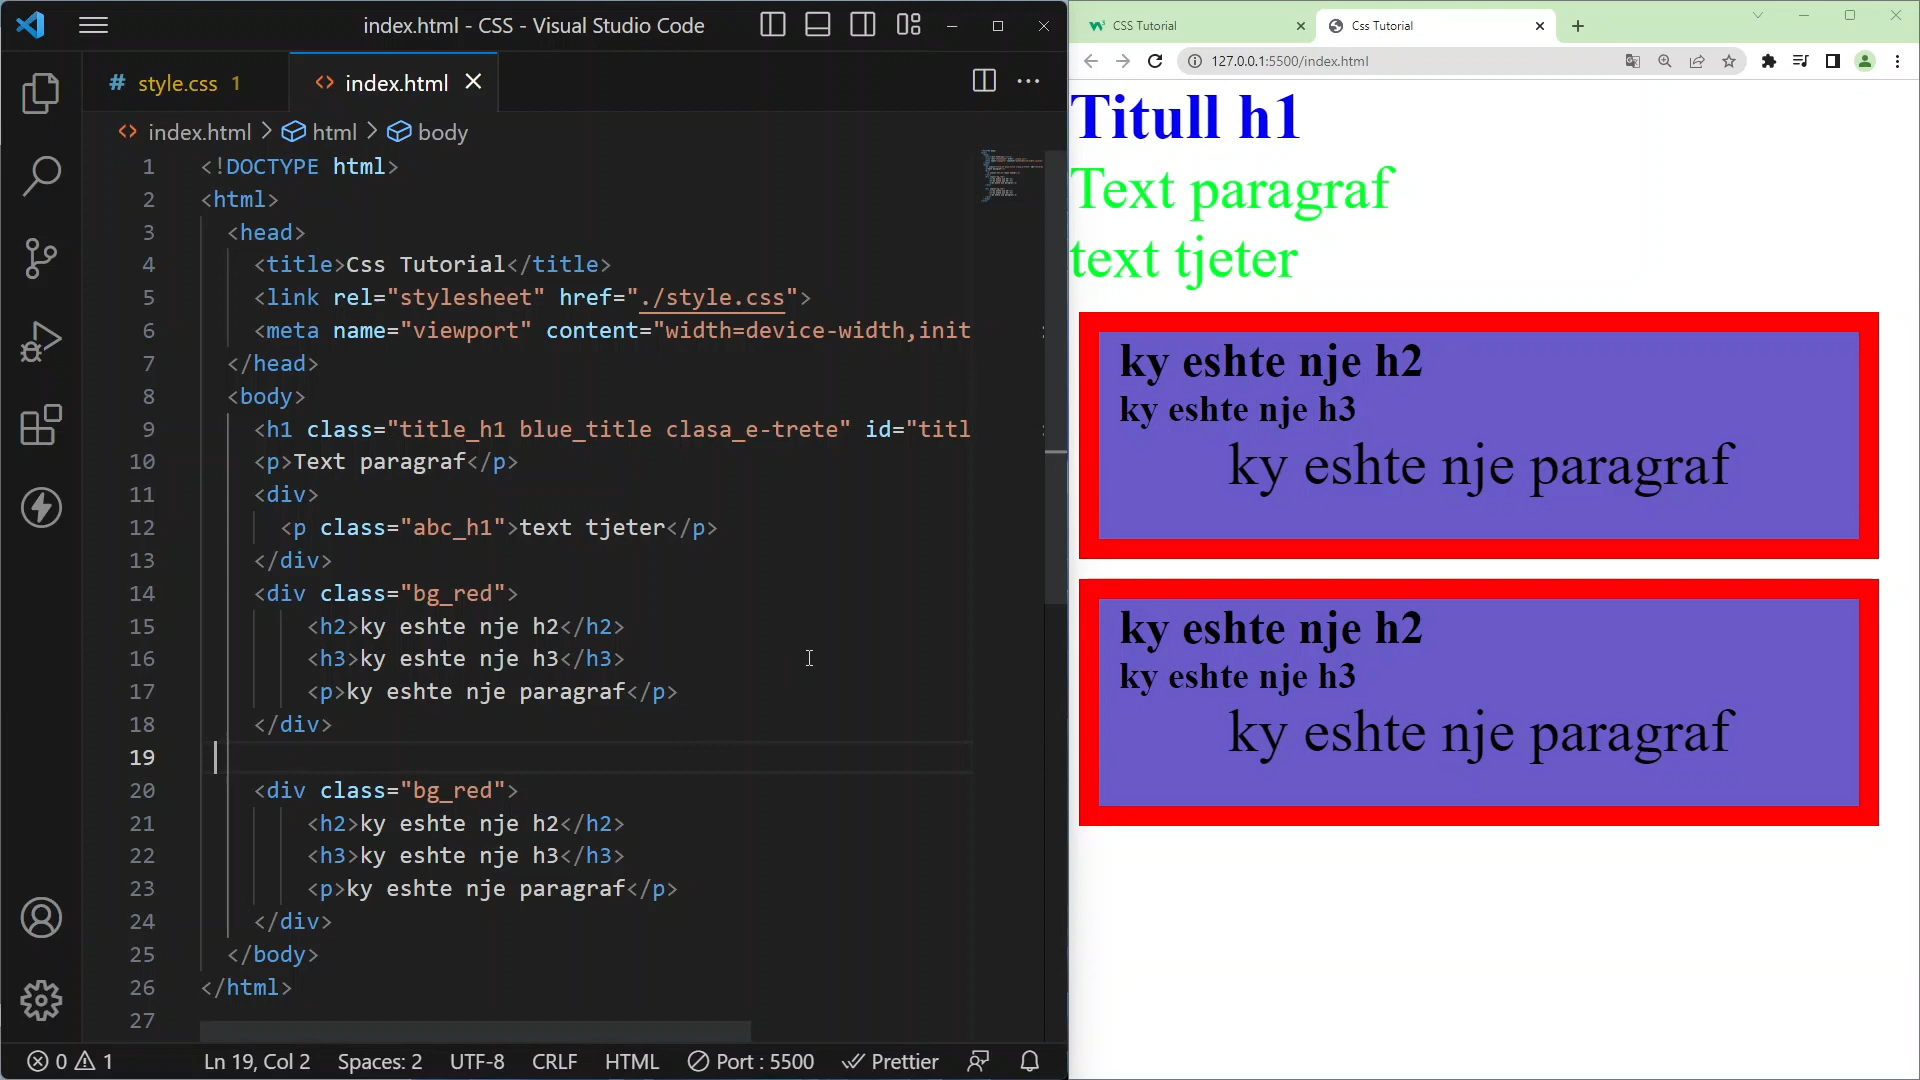 index.html - CSS - Visual Studio Code
# style.css 1
<> index.html
<> index.html > html > body
1 <!DOCTYPE html>
2 <html>
3 <head>
4 <title>Css Tutorial</title>
5 <link rel="stylesheet" href="./style.css">
6 <meta name="viewport" content="width=device-width,init
7 </head>
8 <body>
9 <h1 class="title_h1 blue_title clasa_e-trete" id="titl
10 <p>Text paragraf</p>
11 <div>
12 <p class="abc_h1">text tjeter</p>
13 </div>
14 <div class="bg_red">
15 <h2>ky eshte nje h2</h2>
16 <h3>ky eshte nje h3</h3>
17 <p>ky eshte nje paragraf</p>
18 </div>
19
20 <div class="bg_red">
21 <h2>ky eshte nje h2</h2>
22 <h3>ky eshte nje h3</h3>
23 <p>ky eshte nje paragraf</p>
24 </div>
25 </body>
26 </html>
27
0 1 Ln 19, Col 2 Spaces: 2 UTF-8 CRLF HTML Port : 5500 Prettier
CSS Tutorial
Css Tutorial
127.0.0.1:5500/index.html
Titull h1
Text paragraf
text tjeter
ky eshte nje h2
ky eshte nje h3
ky eshte nje paragraf
ky eshte nje h2
ky eshte nje h3
ky eshte nje paragraf